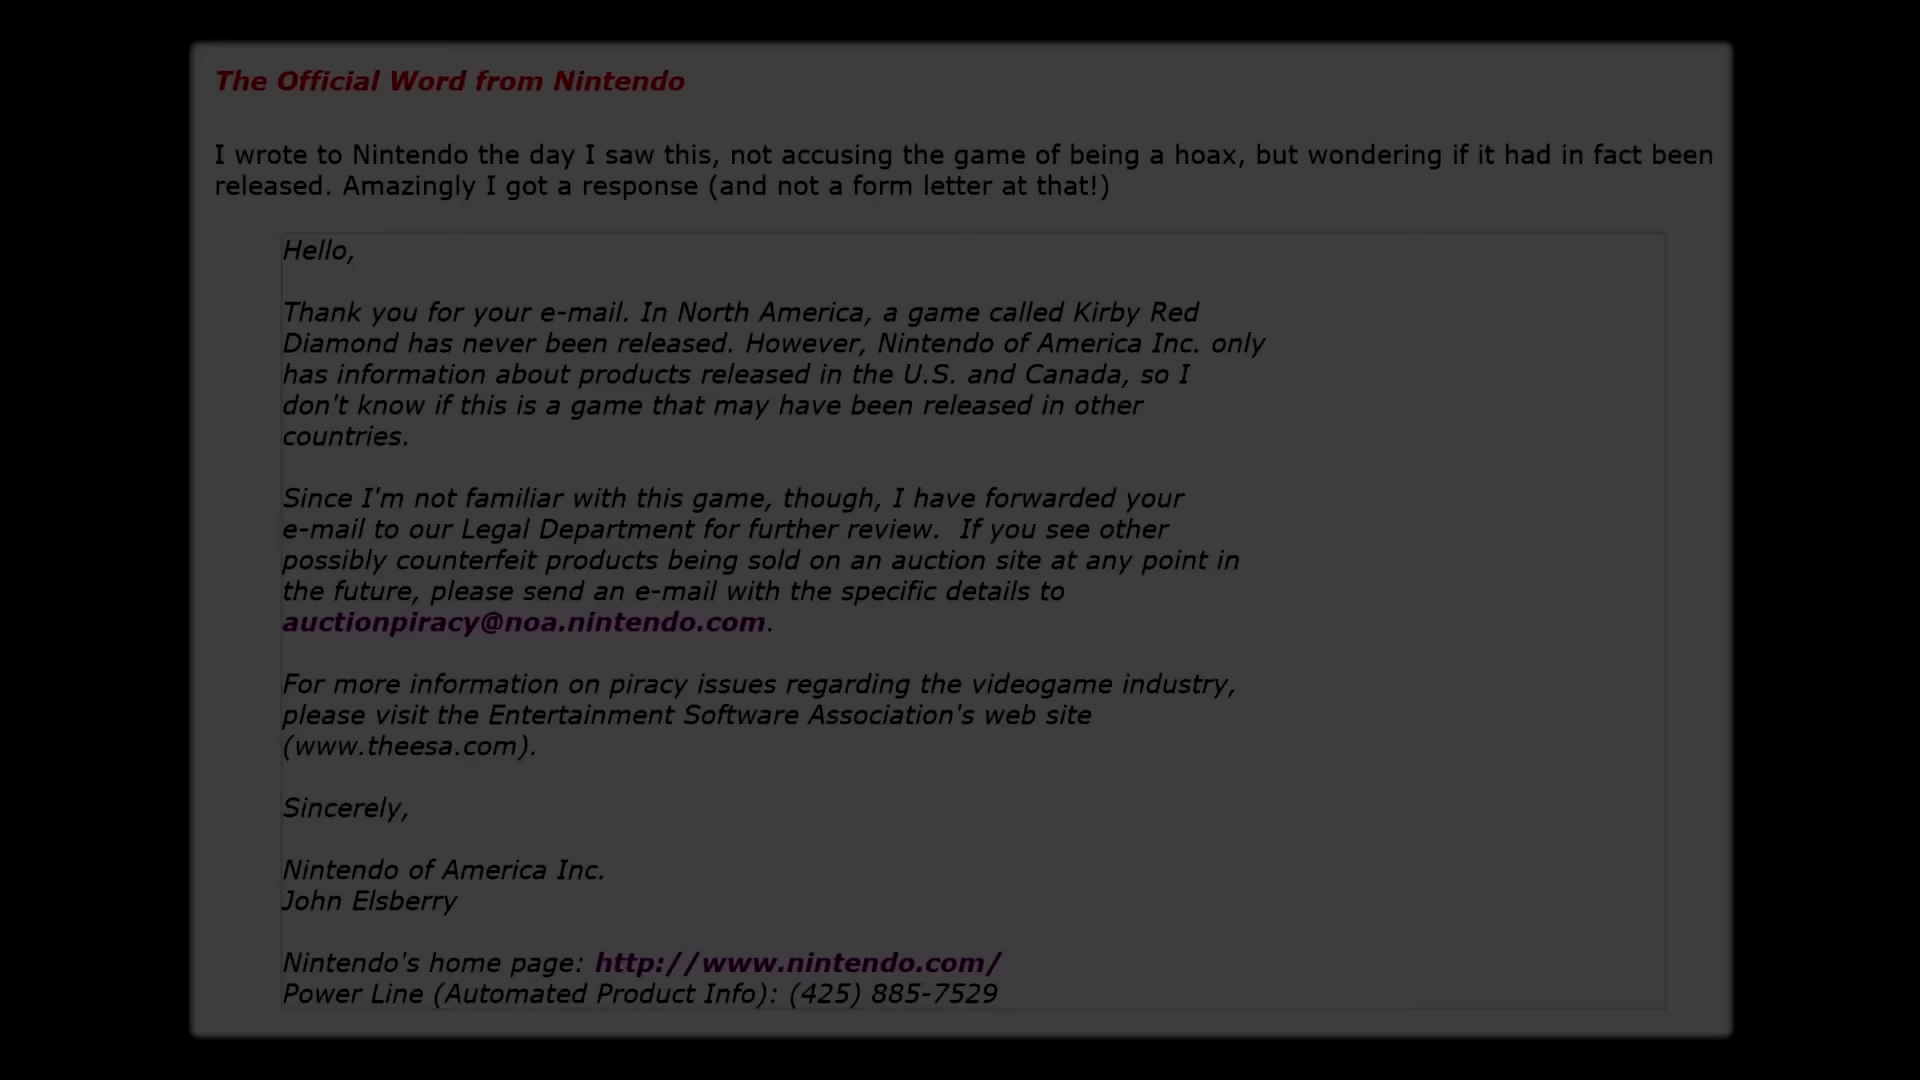 The Official Word from Nintendo
I wrote to Nintendo the day I saw this, not accusing the game of being a hoax, but wondering if it had in fact been
released. Amazingly I got a response (and not a form letter at that!)
Hello,
Thank you for your e-mail. In North America, a game called Kirby Red
Diamond has never been released. However, Nintendo of America Inc. only
has information about products released in the U.S. and Canada, so I
don't know if this is a game that may have been released in other
countries.
Since I'm not familiar with this game, though, I have forwarded your
e-mail to our Legal Department for further review.  If you see other
possibly counterfeit products being sold on an auction site at any point in
the future, please send an e-mail with the specific details to
auctionpiracy@noa.nintendo.com.
For more information on piracy issues regarding the videogame industry,
please visit the Entertainment Software Association's web site
(www.theesa.com).
Sincerely,
Nintendo of America Inc.
John Elsberry
Nintendo's home page: http://www.nintendo.com/
Power Line (Automated Product Info): (425) 885-7529